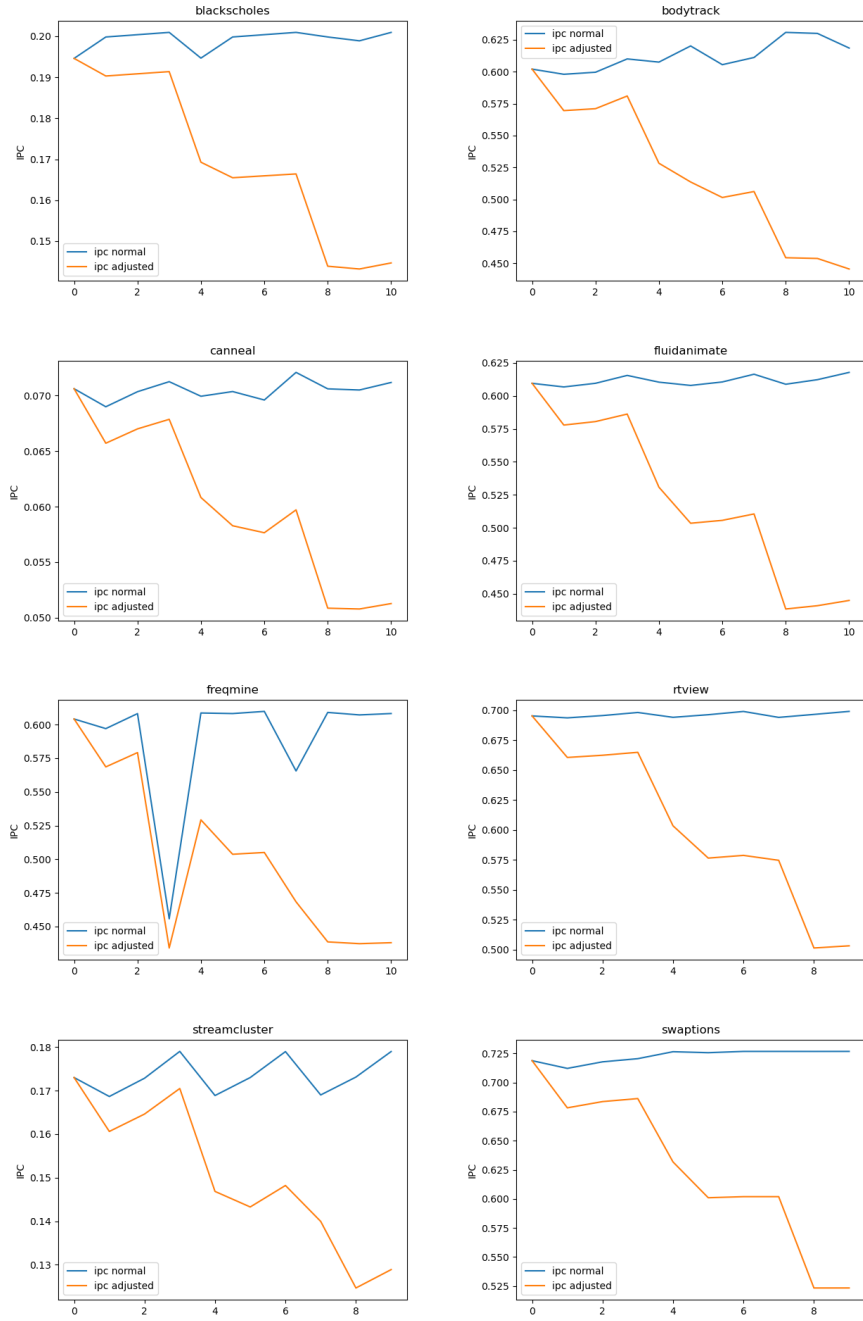 blackscholes
0.20
0.19
0.18
0.17
0.16
0.15
IPC
ipc normal
ipc adjusted
0 2 4 6 8 10
bodytrack
ipc normal
ipc adjusted
0.625
0.600
0.575
0.550
0.525
0.500
0.475
0.450
IPC
0 2 4 6 8 10
canneal
0.070
0.065
0.060
0.055
0.050
IPC
ipc normal
ipc adjusted
0 2 4 6 8 10
fluidanimate
0.625
0.600
0.575
0.550
0.525
0.500
0.475
0.450
IPC
ipc normal
ipc adjusted
0 2 4 6 8 10
freqmine
0.600
0.575
0.550
0.525
0.500
0.475
0.450
IPC
ipc normal
ipc adjusted
0 2 4 6 8 10
rtview
0.700
0.675
0.650
0.625
0.600
0.575
0.550
0.525
0.500
IPC
ipc normal
ipc adjusted
0 2 4 6 8
streamcluster
0.18
0.17
0.16
0.15
0.14
0.13
IPC
ipc normal
ipc adjusted
0 2 4 6 8
swaptions
0.725
0.700
0.675
0.650
0.625
0.600
0.575
0.550
0.525
IPC
ipc normal
ipc adjusted
0 2 4 6 8